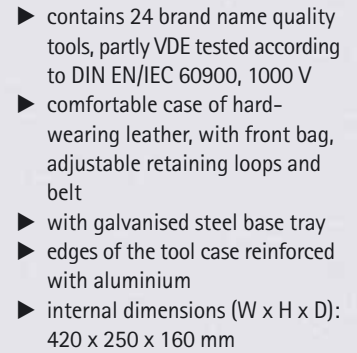 ▶ contains 24 brand name quality
tools, partly VDE tested according
to DIN EN/IEC 60900, 1000 V
▶ comfortable case of hard-
wearing leather, with front bag,
adjustable retaining loops and
belt
▶ with galvanised steel base tray
▶ edges of the tool case reinforced
with aluminium
▶ internal dimensions (W x H x D):
420 x 250 x 160 mm